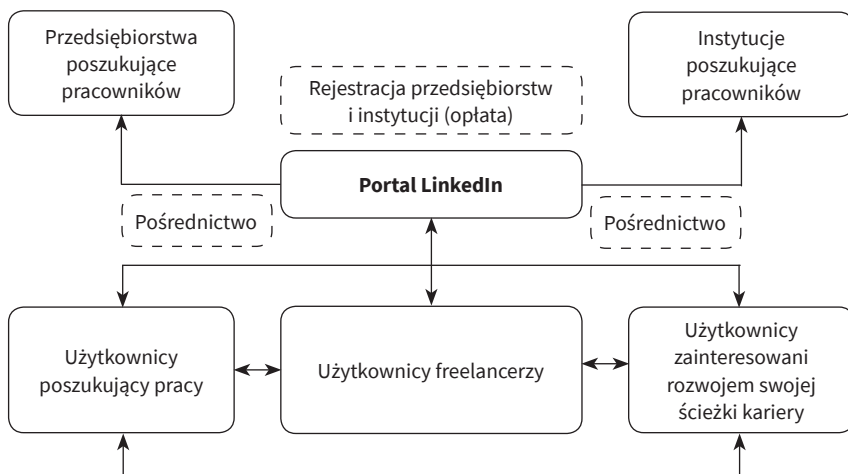 Przedsiębiorstwa
poszukujące
pracowników
Rejestracja przedsiębiorstw
i instytucji (opłata)
Instytucje
poszukujące
pracowników
Portal LinkedIn
Pośrednictwo
Pośrednictwo
Użytkownicy
poszukujący pracy
Użytkownicy freelancerzy
Użytkownicy
zainteresowani
rozwojem swojej
ścieżki kariery